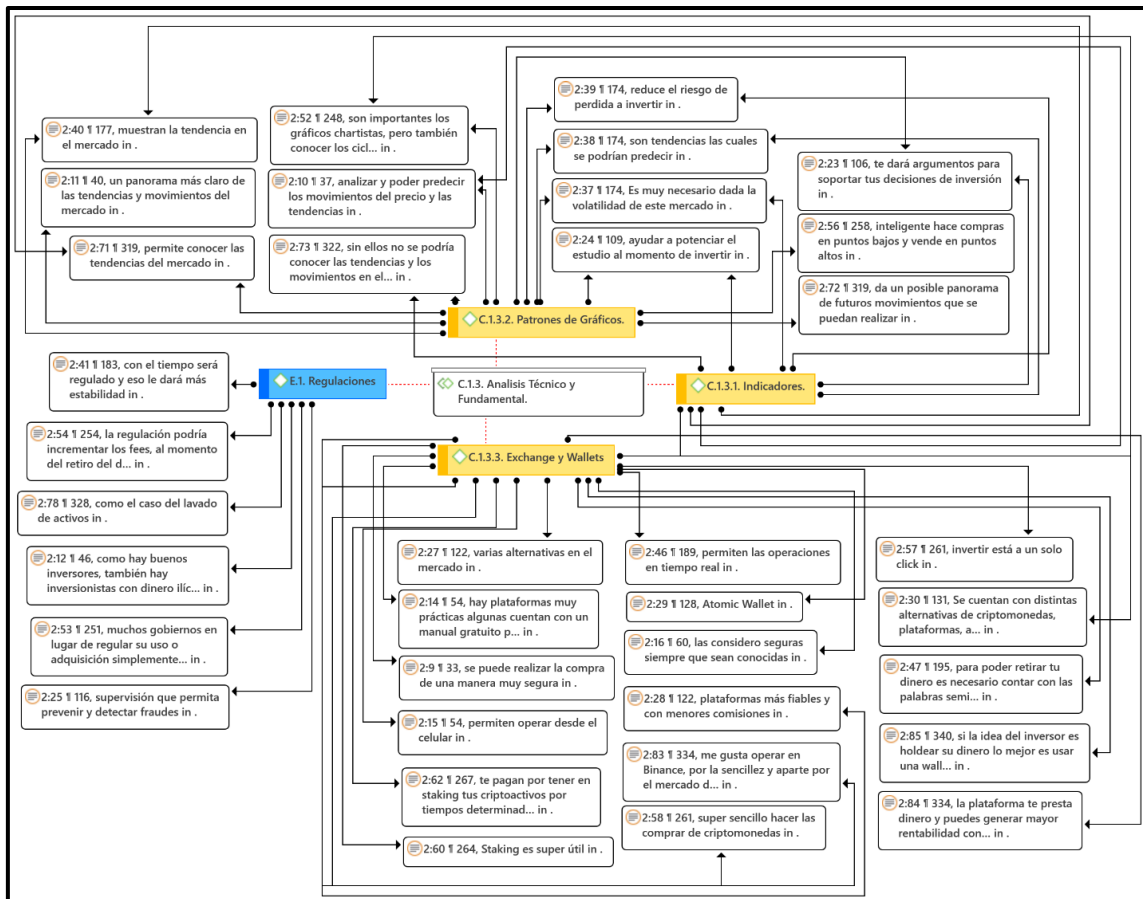 2:39 ¶ 174, reduce el riesgo de
perdida a invertir in .
2:52 ¶ 248, son importantes los
gráficos chartistas, pero también
conocer los cicl... in .
2:40 ¶ 177, muestran la tendencia en
el mercado in .
2:38 ¶ 174, son tendencias las cuales
se podrían predecir in .
2:23 ¶ 106, te dará argumentos para
soportar tus decisiones de inversión
in .
2:11 ¶ 40, un panorama más claro de
las tendencias y movimientos del
mercado in .
2:10 ¶ 37, analizar y poder predecir
los movimientos del precio y las
tendencias in .
2:37 ¶ 174, Es muy necesario dada la
volatilidad de este mercado in .
2:56 ¶ 258, inteligente hace compras
en puntos bajos y vende en puntos
altos in .
2:71 ¶ 319, permite conocer las
tendencias del mercado in .
2:73 ¶ 322, sin ellos no se podría
conocer las tendencias y los
movimientos en el... in .
2:24 ¶ 109, ayudar a potenciar el
estudio al momento de invertir in .
2:72 ¶ 319, da un posible panorama
de futuros movimientos que se
puedan realizar in .
C.1.3.2. Patrones de Gráficos.
2:41 ¶ 183, con el tiempo será
regulado y eso le dará más
estabilidad in .
E.1. Regulaciones
C.1.3. Analisis Técnico y
Fundamental.
C.1.3.1. Indicadores.
2:54 ¶ 254, la regulación podría
incrementar los fees, al momento
del retiro del d... in .
C.1.3.3. Exchange y Wallets
2:78 ¶ 328, como el caso del lavado
de activos in .
2:12 ¶ 46, como hay buenos
inversores, también hay
inversionistas con dinero ilíc... in .
2:53 ¶ 251, muchos gobiernos en
lugar de regular su uso o
adquisición simplemente... in .
2:25 ¶ 116, supervisión que permita
prevenir y detectar fraudes in .
2:27 ¶ 122, varias alternativas en el
mercado in .
2:14 ¶ 54, hay plataformas muy
prácticas algunas cuentan con un
manual gratuito p... in .
2:9 ¶ 33, se puede realizar la compra
de una manera muy segura in .
2:15 ¶ 54, permiten operar desde el
celular in .
2:62 ¶ 267, te pagan por tener en
staking tus criptoactivos por
tiempos determinad... in .
2:60 ¶ 264, Staking es super útil in .
2:46 ¶ 189, permiten las operaciones
en tiempo real in .
2:29 ¶ 128, Atomic Wallet in .
2:16 ¶ 60, las considero seguras
siempre que sean conocidas in .
2:28 ¶ 122, plataformas más fiables y
con menores comisiones in .
2:83 ¶ 334, me gusta operar en
Binance, por la sencillez y aparte por
el mercado d... in .
2:58 ¶ 261, super sencillo hacer las
comprar de criptomonedas in .
2:57 ¶ 261, invertir está a un solo
click in .
2:30 ¶ 131, Se cuentan con distintas
alternativas de criptomonedas,
plataformas, a... in .
2:47 ¶ 195, para poder retirar tu
dinero es necesario contar con las
palabras semi... in .
2:85 ¶ 340, si la idea del inversor es
holdear su dinero lo mejor es usar
una wall... in .
2:84 ¶ 334, la plataforma te presta
dinero y puedes generar mayor
rentabilidad con... in .